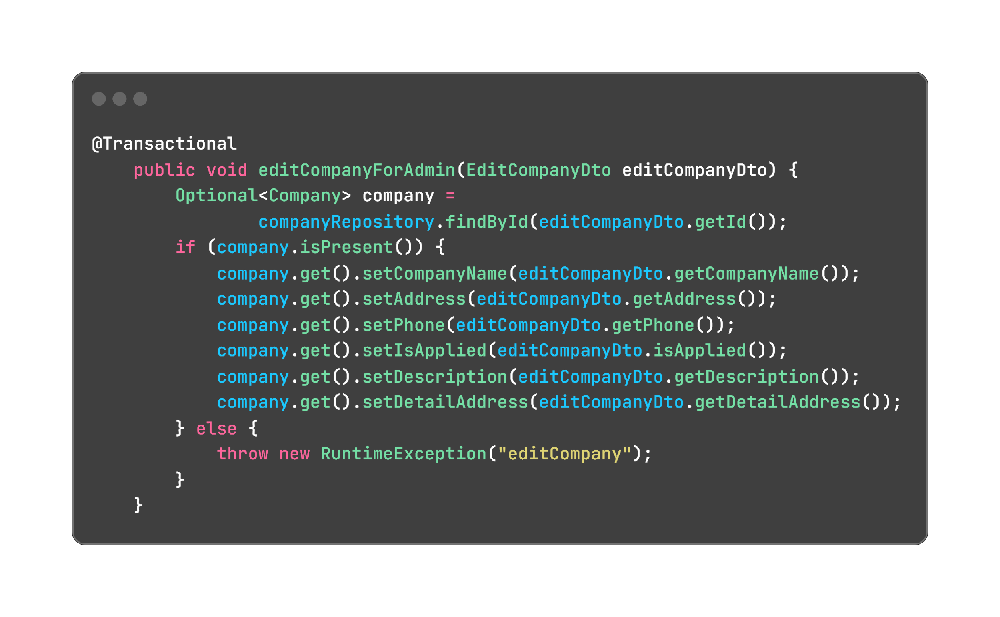 @Transactional
    public void editCompanyForAdmin(EditCompanyDto editCompanyDto) {
        Optional<Company> company =
                companyRepository.findById(editCompanyDto.getId());
        if (company.isPresent()) {
            company.get().setCompanyName(editCompanyDto.getCompanyName());
            company.get().setAddress(editCompanyDto.getAddress());
            company.get().setPhone(editCompanyDto.getPhone());
            company.get().setIsApplied(editCompanyDto.isApplied());
            company.get().setDescription(editCompanyDto.getDescription());
            company.get().setDetailAddress(editCompanyDto.getDetailAddress());
        } else {
            throw new RuntimeException("editCompany");
        }
    }